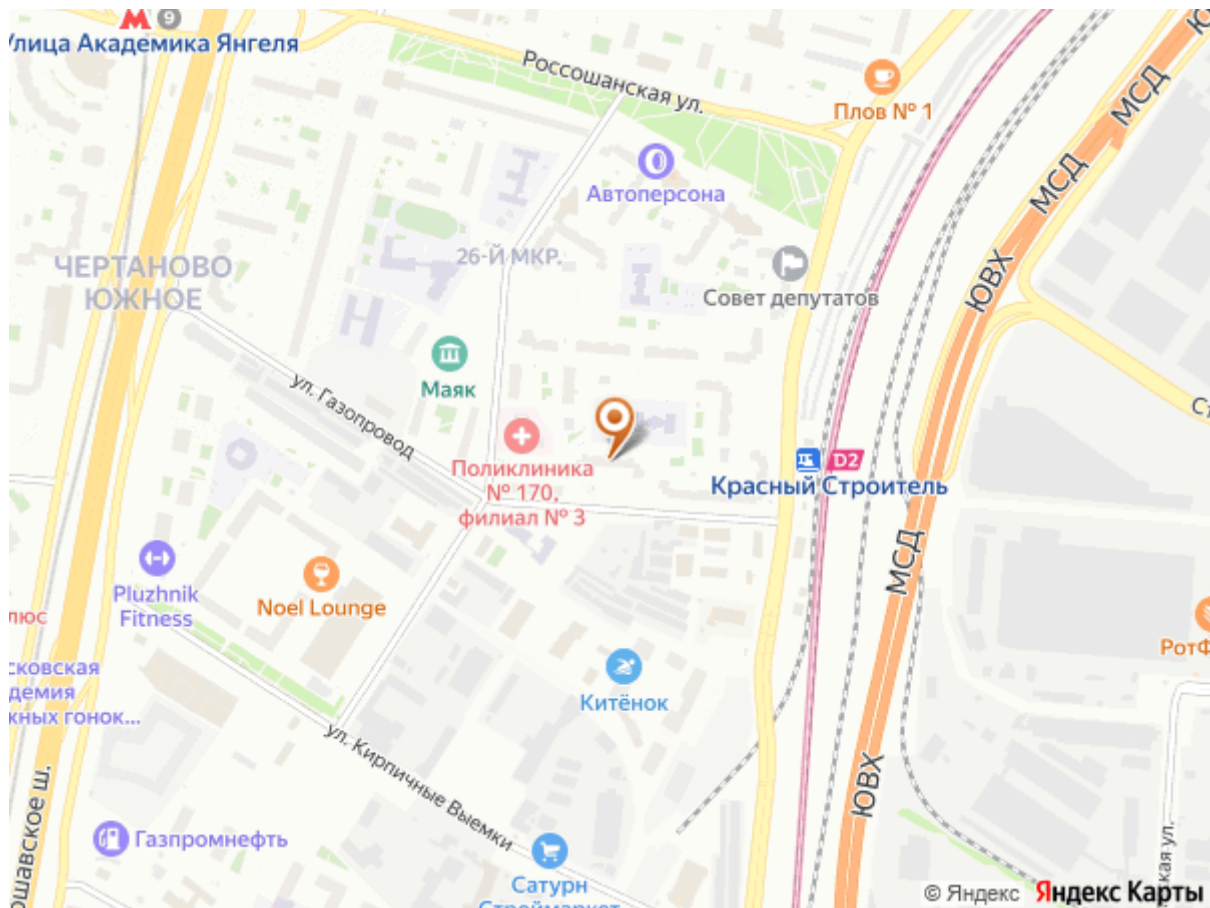 9
Улица Академика Янгеля
Россошанская ул.
Плов № 1
МСД
МСД
ЮВХ
Автоперсона
26-Й МКР.
ЧЕРТАНОВО
ЮЖНОЕ
Совет депутатов
Маяк
ул. Газопровод
Поликлиника
№ 170,
филиал № 3
D2
Красный Строитель
МСД
Pluzhnik
Fitness
Noel Lounge
Китёнок
ул. Кирпичные Выемки
ЮВХ
Газпромнефть
Сатурн
Строймаркет
© Яндекс Яндекс Карты